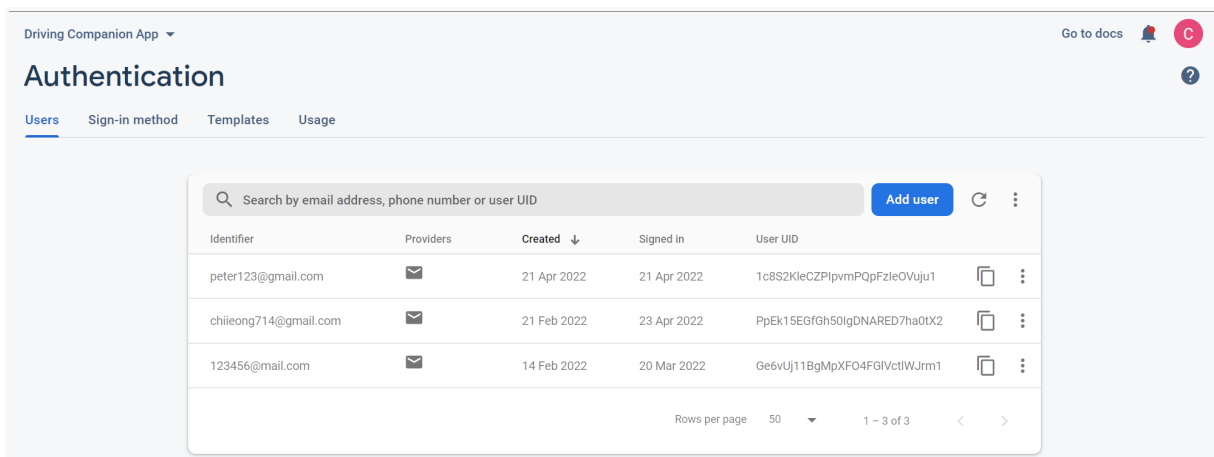 Driving Companion App
Go to docs
C
Authentication
?
Users Sign-in method Templates Usage
Search by email address, phone number or user UID
Add user
Identifier Providers Created Signed in User UID
peter123@gmail.com 21 Apr 2022 21 Apr 2022 1c8S2KleCZPIpvmPQpFzIeOVuju1
chiieong714@gmail.com 21 Feb 2022 23 Apr 2022 PpEk15EGfGh50IgDNARED7ha0tX2
123456@mail.com 14 Feb 2022 20 Mar 2022 Ge6vUj11BgMpXFO4FGlVctlWJrm1
Rows per page 50 1 – 3 of 3